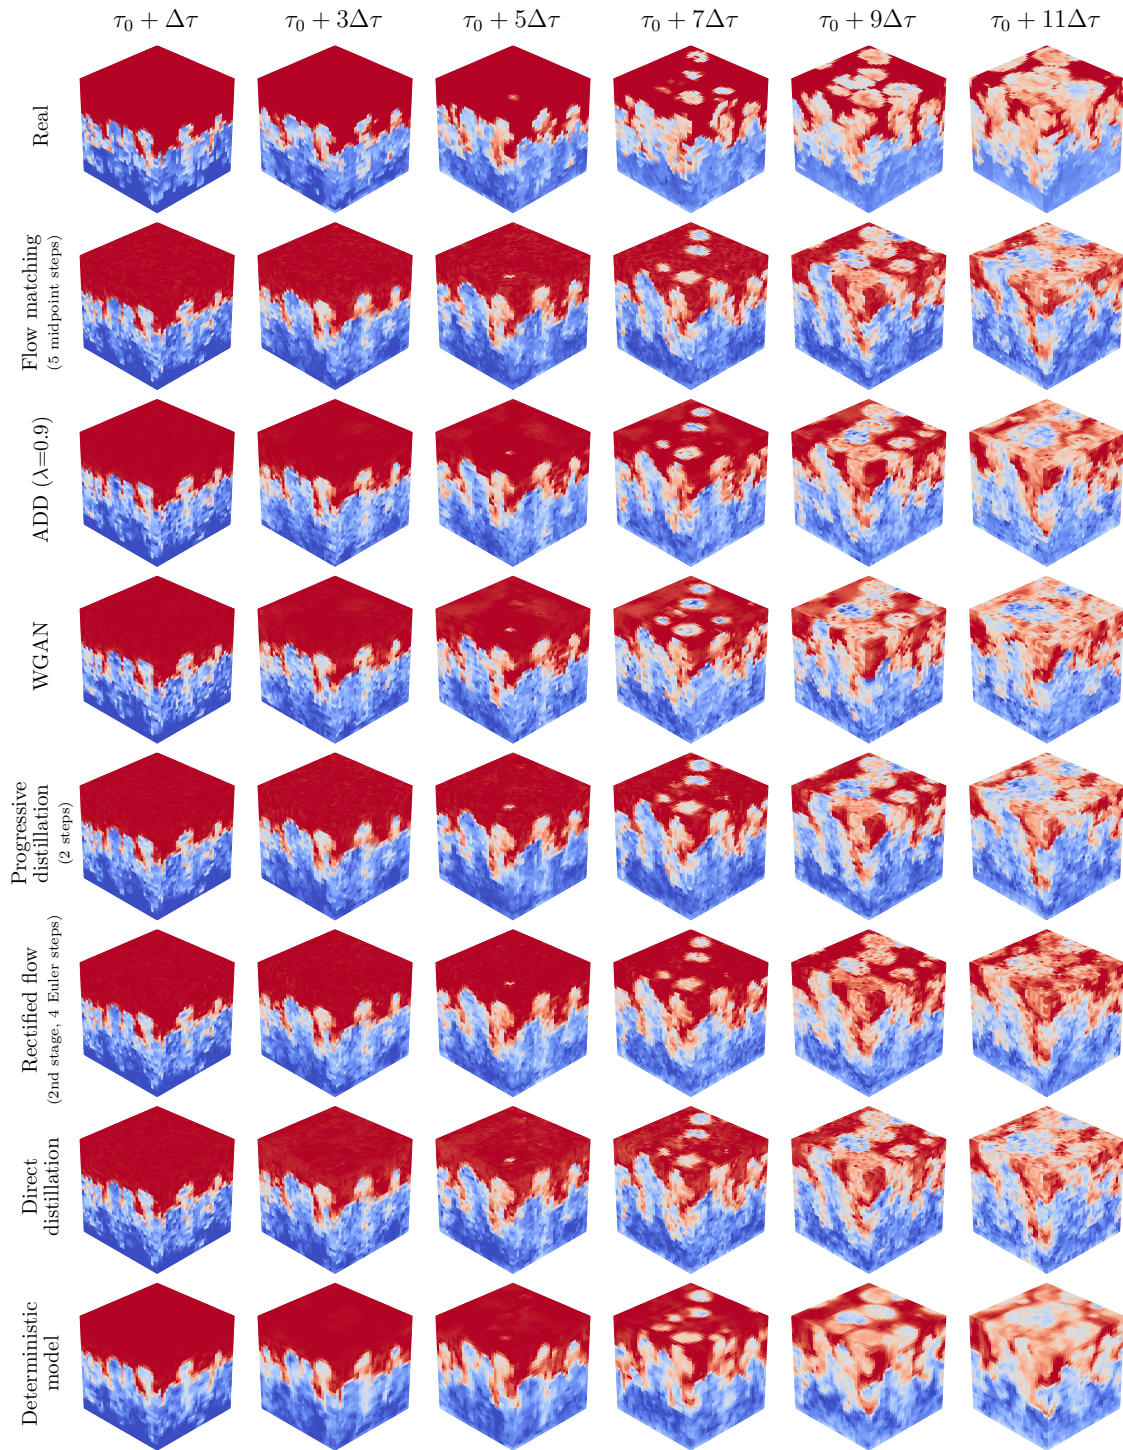 τ₀ + Δτ
τ₀ + 3Δτ
τ₀ + 5Δτ
τ₀ + 7Δτ
τ₀ + 9Δτ
τ₀ + 11Δτ
Real
Flow matching
(5 midpoint steps)
ADD (λ=0.9)
WGAN
Progressive
distillation
(2 steps)
Rectified flow
(2nd stage, 4 Euler steps)
Direct
distillation
Deterministic
model